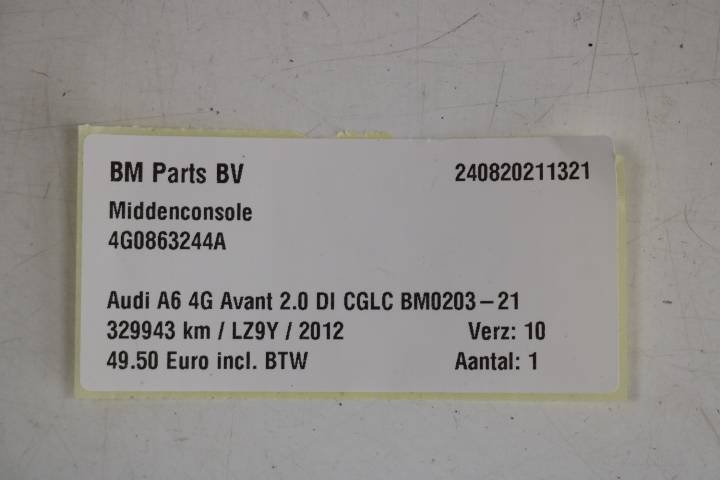 BM Parts BV 240820211321
Middenconsole
4G0863244A
Audi A6 4G Avant 2.0 DI CGLC BM0203-21
329943 km / LZ9Y / 2012 Verz: 10
49.50 Euro incl. BTW Aantal: 1